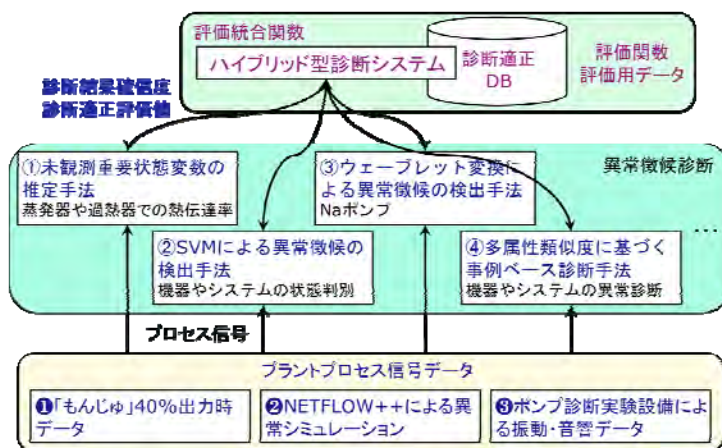 評価統合関数
ハイブリッド型診断システム
診断適正
DB
評価関数
評価用データ
診断結果確信度
診断適正評価値
異常徴候診断
①未観測重要状態変数の
推定手法
蒸発器や過熱器での熱伝達率
③ウェーブレット変換に
よる異常徴候の検出手法
Naポンプ
②SVMによる異常徴候の
検出手法
機器やシステムの状態判別
④多属性類似度に基づく
事例ベース診断手法
機器やシステムの異常診断
…
プロセス信号
プラントプロセス信号データ
❶「もんじゅ」40%出力時
データ
❷NETFLOW++による異
常シミュレーション
❸ポンプ診断実験設備によ
る振動・音響データ